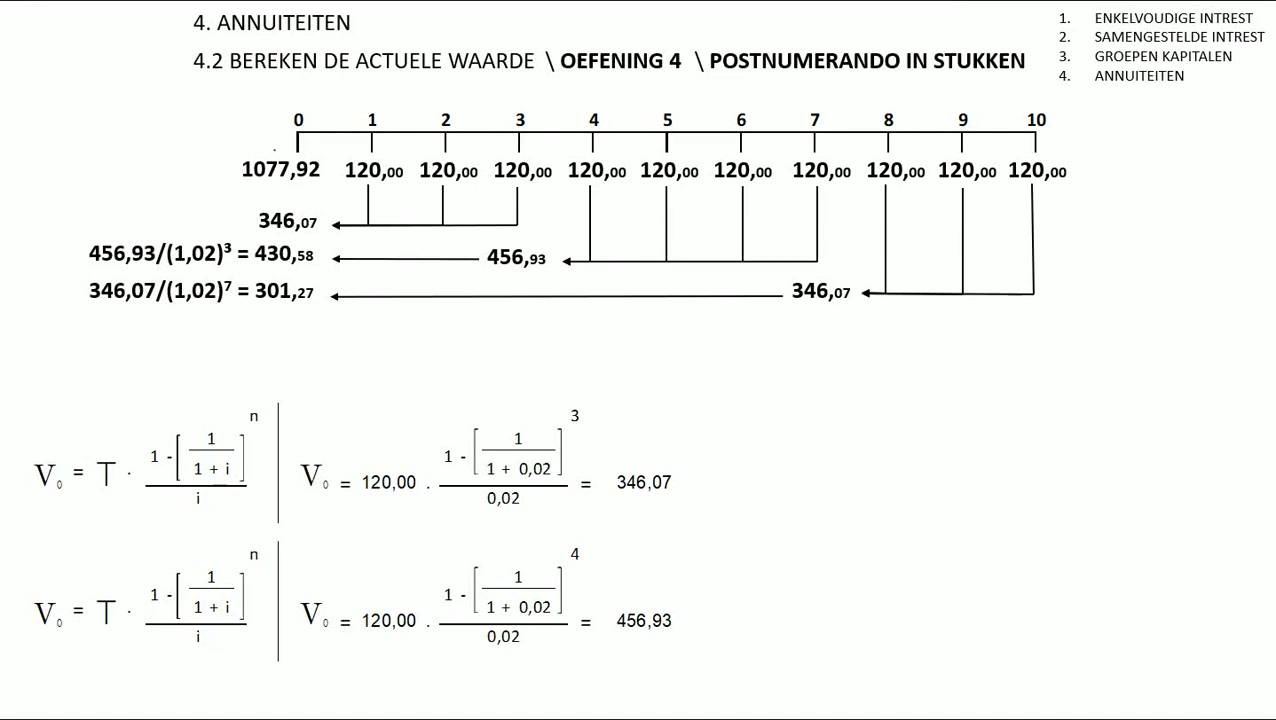 4. ANNUITEITEN
4.2 BEREKEN DE ACTUELE WAARDE \ OEFENING 4 \ POSTNUMERANDO IN STUKKEN
1. ENKELVOUDIGE INTREST
2. SAMENGESTELDE INTREST
3. GROEPEN KAPITALEN
4. ANNUITEITEN
0 1 2 3 4 5 6 7 8 9 10
1077,92 120,00 120,00 120,00 120,00 120,00 120,00 120,00 120,00 120,00 120,00
346,07
456,93/(1,02)³ = 430,58 456,93
346,07/(1,02)⁷ = 301,27 346,07
V₀ = T · (1 - [1 / (1 + i)]ⁿ) / i
V₀ = 120,00 . (1 - [1 / (1 + 0,02)]³) / 0,02 = 346,07
V₀ = T · (1 - [1 / (1 + i)]ⁿ) / i
V₀ = 120,00 . (1 - [1 / (1 + 0,02)]⁴) / 0,02 = 456,93